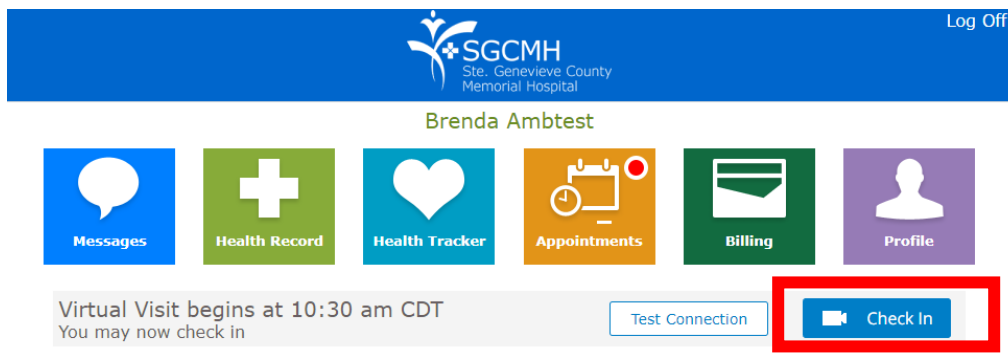 Log Off
SGCMH
Ste. Genevieve County
Memorial Hospital
Brenda Ambtest
Messages
Health Record
Health Tracker
Appointments
Billing
Profile
Virtual Visit begins at 10:30 am CDT
You may now check in
Test Connection
Check In